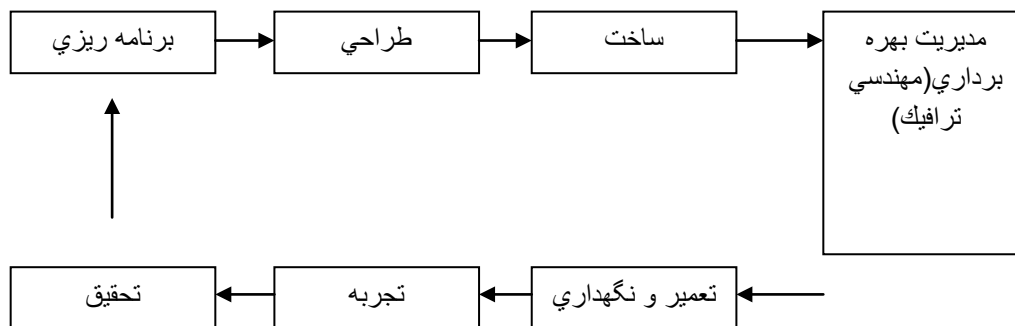 برنامه ريزي
طراحي
ساخت
مديريت بهره
برداري(مهندسي
ترافيك)
تعمير و نگهداري
تجربه
تحقيق